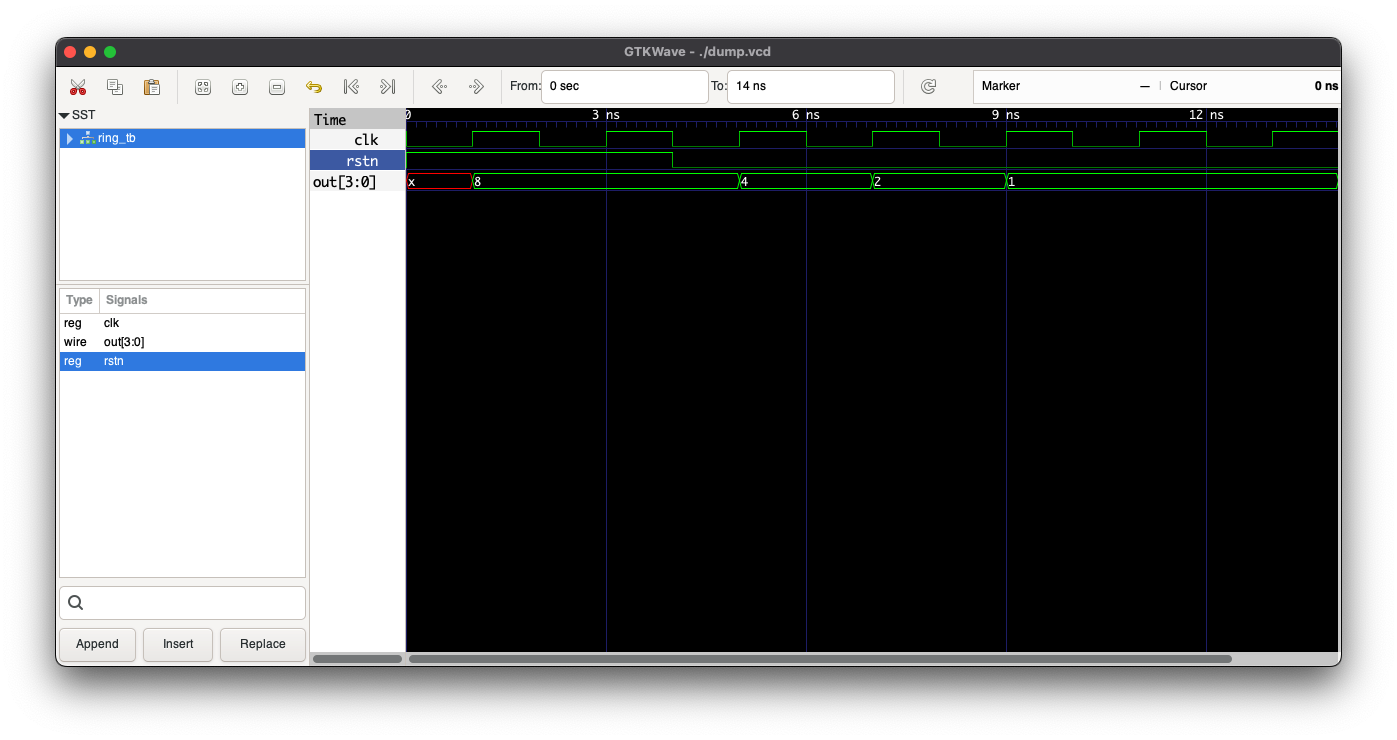 GTKWave - ./dump.vcd
From: 0 sec To: 14 ns Marker — | Cursor 0 ns
SST
ring_tb
Type Signals
reg clk
wire out[3:0]
reg rstn
Append Insert Replace
Time
clk
rstn
out[3:0]
0 3 ns 6 ns 9 ns 12 ns
x 8 4 2 1